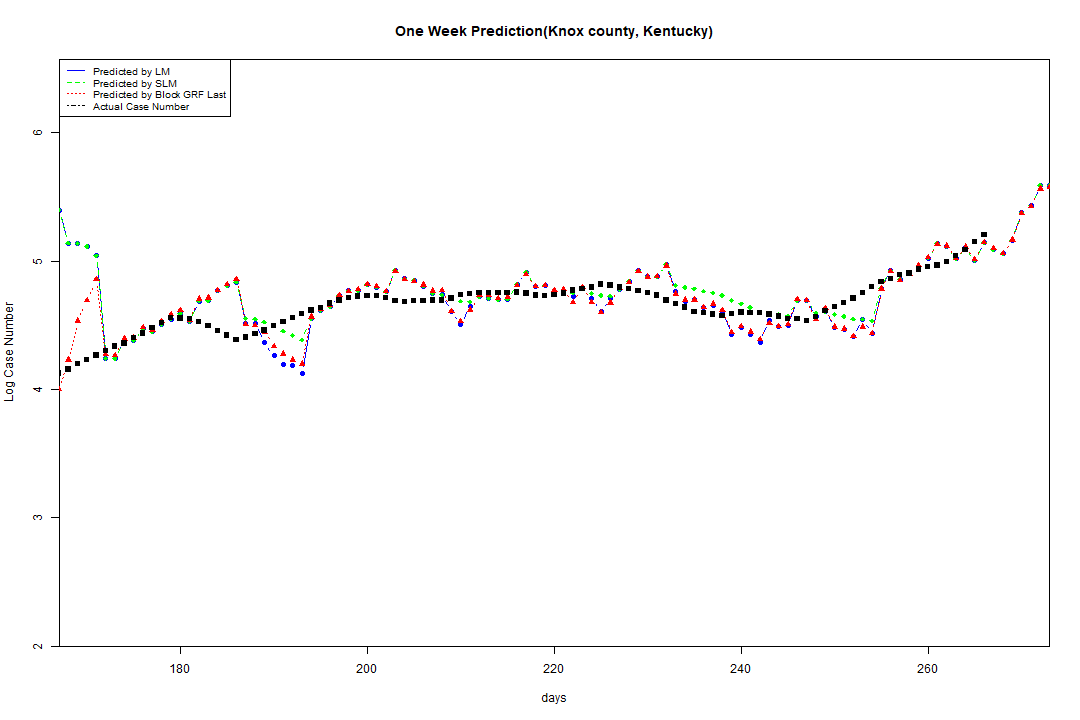 One Week Prediction(Knox county, Kentucky)
Predicted by LM
Predicted by SLM
Predicted by Block GRF Last
Actual Case Number
6
5
4
3
2
Log Case Number
180
200
220
240
260
days